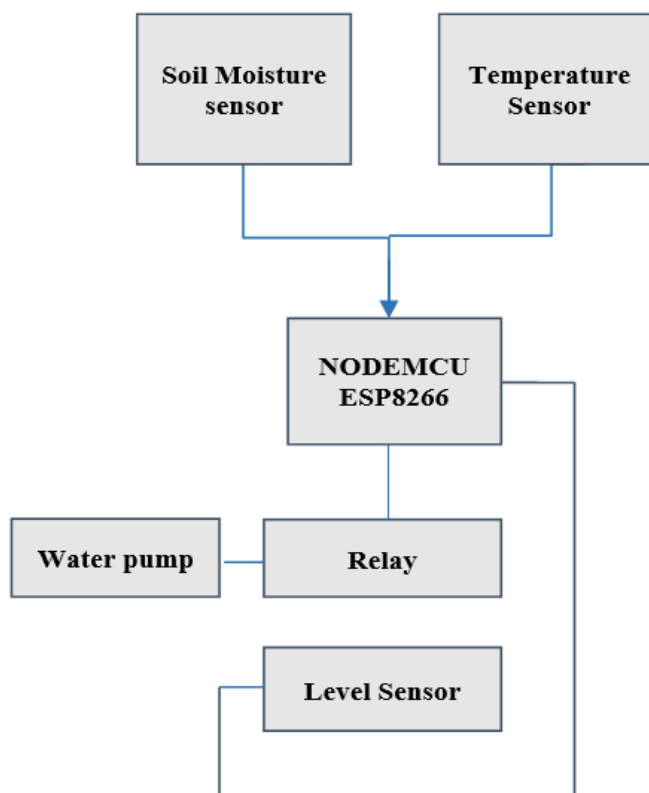 Soil Moisture
sensor
Temperature
Sensor
NODEMCU
ESP8266
Water pump
Relay
Level Sensor